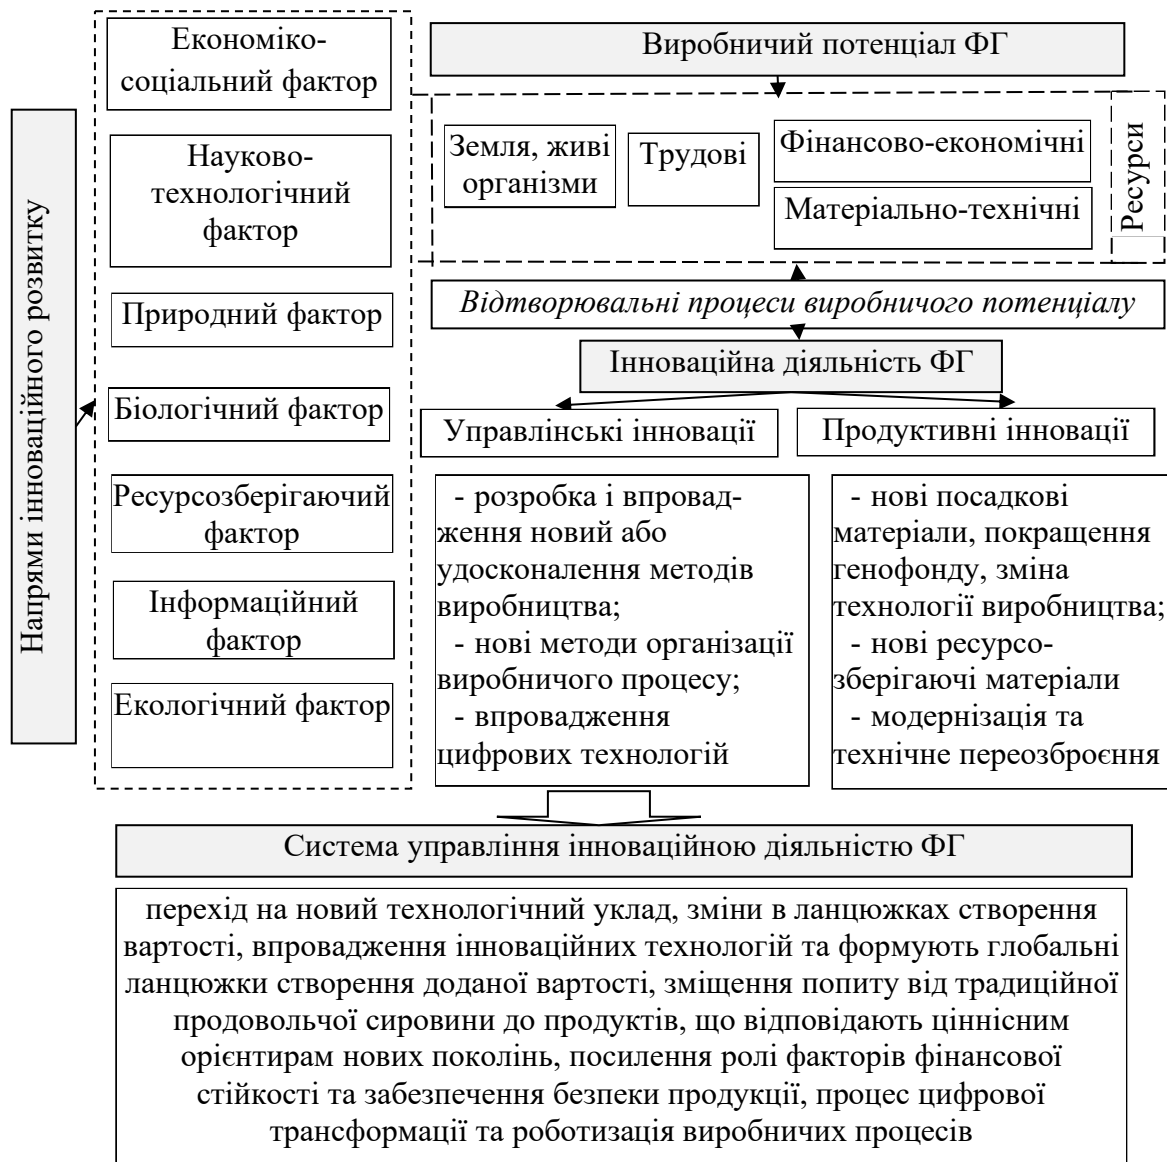 Напрями інноваційного розвитку
Економіко-
соціальний фактор
Науково-
технологічний
фактор
Природний фактор
Біологічний фактор
Ресурсозберігаючий
фактор
Інформаційний
фактор
Екологічний фактор
Виробничий потенціал ФГ
Земля, живі
організми
Трудові
Фінансово-економічні
Матеріально-технічні
Ресурси
Відтворювальні процеси виробничого потенціалу
Інноваційна діяльність ФГ
Управлінські інновації
- розробка і впровад-
ження новий або
удосконалення методів
виробництва;
- нові методи організації
виробничого процесу;
- впровадження
цифрових технологій
Продуктивні інновації
- нові посадкові
матеріали, покращення
генофонду, зміна
технології виробництва;
- нові ресурсо-
зберігаючі матеріали
- модернізація та
технічне переозброєння
Система управління інноваційною діяльністю ФГ
перехід на новий технологічний уклад, зміни в ланцюжках створення
вартості, впровадження інноваційних технологій та формують глобальні
ланцюжки створення доданої вартості, зміщення попиту від традиційної
продовольчої сировини до продуктів, що відповідають ціннісним
орієнтирам нових поколінь, посилення ролі факторів фінансової
стійкості та забезпечення безпеки продукції, процес цифрової
трансформації та роботизація виробничих процесів